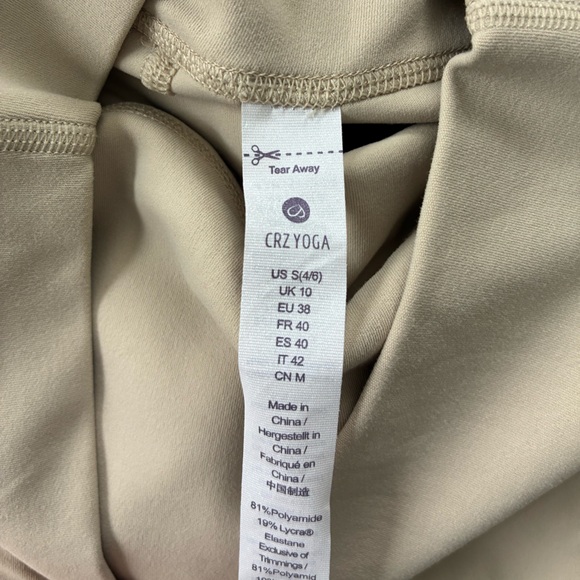 Tear Away
CRZ YOGA
US S(4/6)
UK 10
EU 38
FR 40
ES 40
IT 42
CN M
Made in
China /
Hergestellt in
China /
Fabriqué en
China /
中国制造
81%Polyamide
19% Lycra®
Elastane
Exclusive of
Trimmings /
81%Polyamid